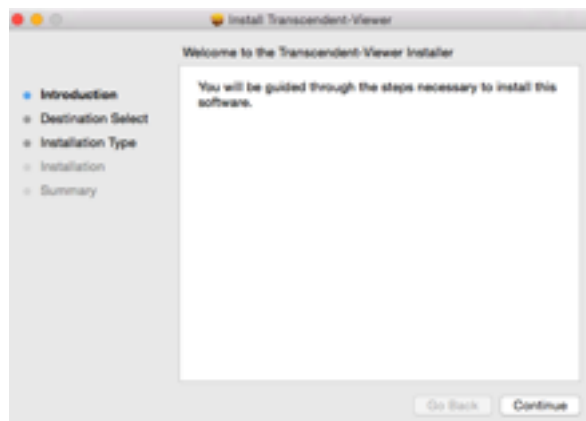 Install Transcendent-Viewer
Welcome to the Transcendent-Viewer Installer
You will be guided through the steps necessary to install this
software.
Introduction
Destination Select
Installation Type
Installation
Summary
Go Back
Continue